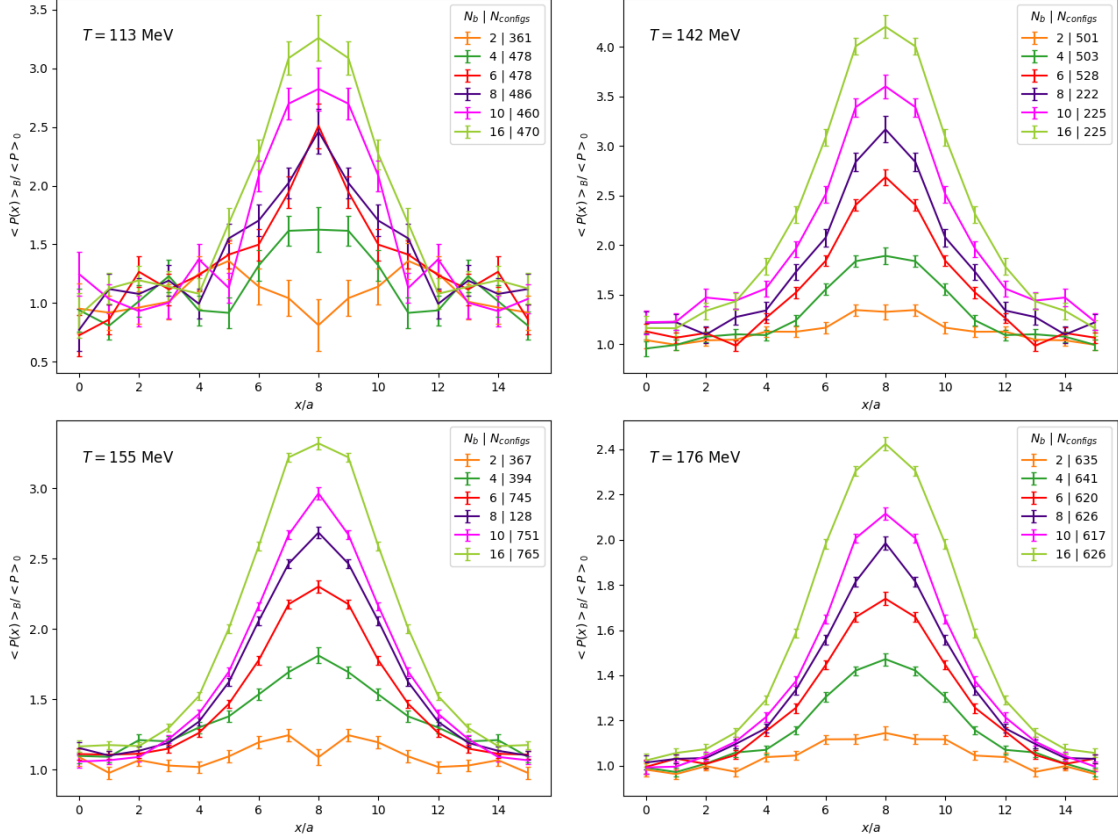 T = 113 MeV
N_b | N_configs
2 | 361
4 | 478
6 | 478
8 | 486
10 | 460
16 | 470
< P(x) >_B / < P >_0
3.5
3.0
2.5
2.0
1.5
1.0
0.5
0 2 4 6 8 10 12 14
x/a
T = 142 MeV
N_b | N_configs
2 | 501
4 | 503
6 | 528
8 | 222
10 | 225
16 | 225
< P(x) >_B / < P >_0
4.0
3.5
3.0
2.5
2.0
1.5
1.0
0 2 4 6 8 10 12 14
x/a
T = 155 MeV
N_b | N_configs
2 | 367
4 | 394
6 | 745
8 | 128
10 | 751
16 | 765
< P(x) >_B / < P >_0
3.0
2.5
2.0
1.5
1.0
0 2 4 6 8 10 12 14
x/a
T = 176 MeV
N_b | N_configs
2 | 635
4 | 641
6 | 620
8 | 626
10 | 617
16 | 626
< P(x) >_B / < P >_0
2.4
2.2
2.0
1.8
1.6
1.4
1.2
1.0
0 2 4 6 8 10 12 14
x/a